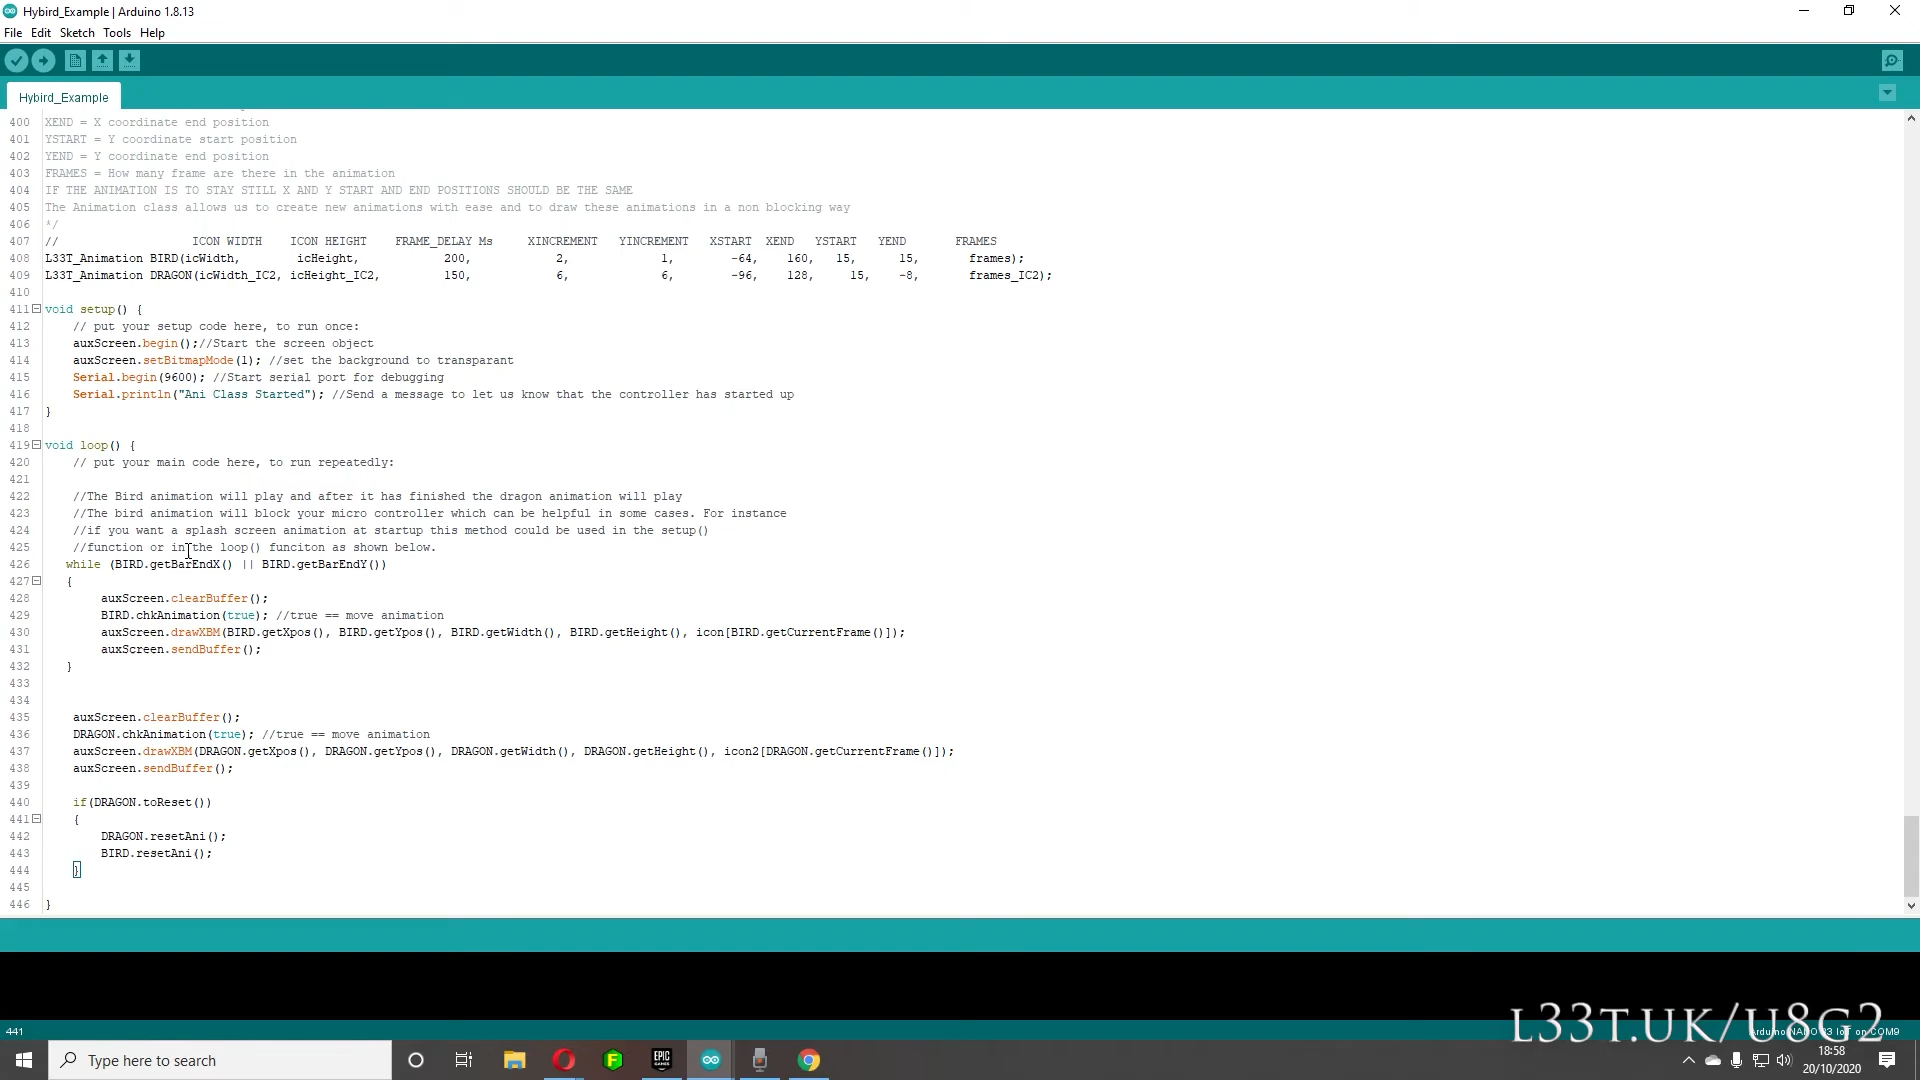 Hybird_Example | Arduino 1.8.13
File Edit Sketch Tools Help
Hybird_Example
400 XEND = X coordinate end position
401 YSTART = Y coordinate start position
402 YEND = Y coordinate end position
403 FRAMES = How many frame are there in the animation
404 IF THE ANIMATION IS TO STAY STILL X AND Y START AND END POSITIONS SHOULD BE THE SAME
405 The Animation class allows us to create new animations with ease and to draw these animations in a non blocking way
406 */
407 // ICON WIDTH ICON HEIGHT FRAME_DELAY Ms XINCREMENT YINCREMENT XSTART XEND YSTART YEND FRAMES
408 L33T_Animation BIRD(icWidth, icHeight, 200, 2, 1, -64, 160, 15, 15, frames);
409 L33T_Animation DRAGON(icWidth_IC2, icHeight_IC2, 150, 6, 6, -96, 128, 15, -8, frames_IC2);
410
411 void setup() {
412 // put your setup code here, to run once:
413 auxScreen.begin();//Start the screen object
414 auxScreen.setBitmapMode(1); //set the background to transparant
415 Serial.begin(9600); //Start serial port for debugging
416 Serial.println("Ani Class Started"); //Send a message to let us know that the controller has started up
417 }
418
419 void loop() {
420 // put your main code here, to run repeatedly:
421
422 //The Bird animation will play and after it has finished the dragon animation will play
423 //The bird animation will block your micro controller which can be helpful in some cases. For instance
424 //if you want a splash screen animation at startup this method could be used in the setup()
425 //function or in the loop() funciton as shown below.
426 while (BIRD.getBarEndX() || BIRD.getBarEndY())
427 {
428 auxScreen.clearBuffer();
429 BIRD.chkAnimation(true); //true == move animation
430 auxScreen.drawXBM(BIRD.getXpos(), BIRD.getYpos(), BIRD.getWidth(), BIRD.getHeight(), icon[BIRD.getCurrentFrame()]);
431 auxScreen.sendBuffer();
432 }
433
434
435 auxScreen.clearBuffer();
436 DRAGON.chkAnimation(true); //true == move animation
437 auxScreen.drawXBM(DRAGON.getXpos(), DRAGON.getYpos(), DRAGON.getWidth(), DRAGON.getHeight(), icon2[DRAGON.getCurrentFrame()]);
438 auxScreen.sendBuffer();
439
440 if(DRAGON.toReset())
441 {
442 DRAGON.resetAni();
443 BIRD.resetAni();
444 }
445
446 }
L33T.UK/U8G2
441
Type here to search
EPIC GAMES
18:58
20/10/2020